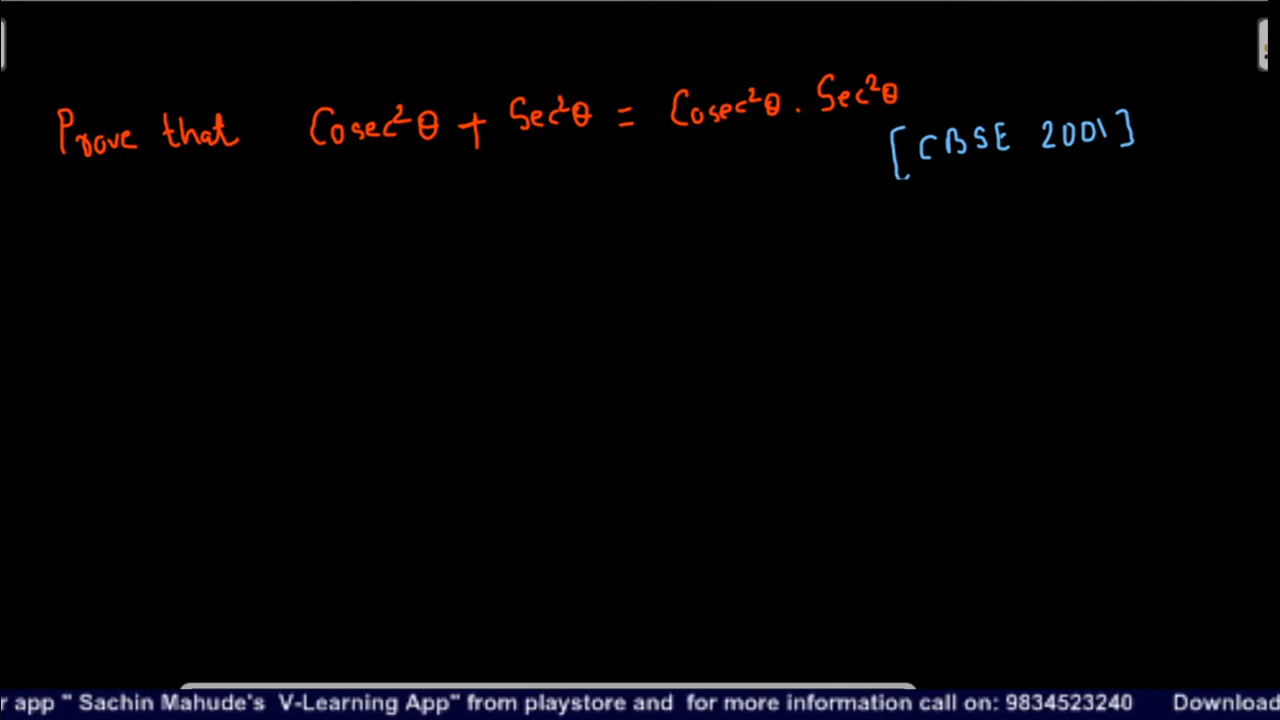 Prove that Cosec²θ + Sec²θ = Cosec²θ . Sec²θ
[CBSE 2001]
r app " Sachin Mahude's V-Learning App" from playstore and for more information call on: 9834523240 Download